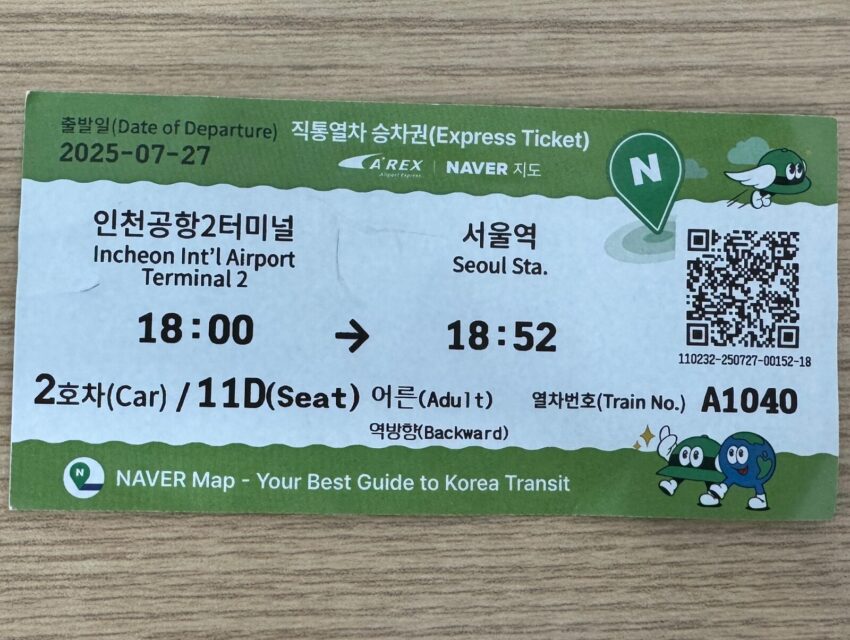 출발일(Date of Departure)
2025-07-27
직통열차 승차권(Express Ticket)
A'REX
Airport Express
NAVER 지도
N
인천공항2터미널
Incheon Int'l Airport
Terminal 2
18:00
→
서울역
Seoul Sta.
18:52
110232-250727-00152-18
2호차(Car) / 11D(Seat) 어른(Adult)
역방향(Backward)
열차번호(Train No.) A1040
N
NAVER Map - Your Best Guide to Korea Transit